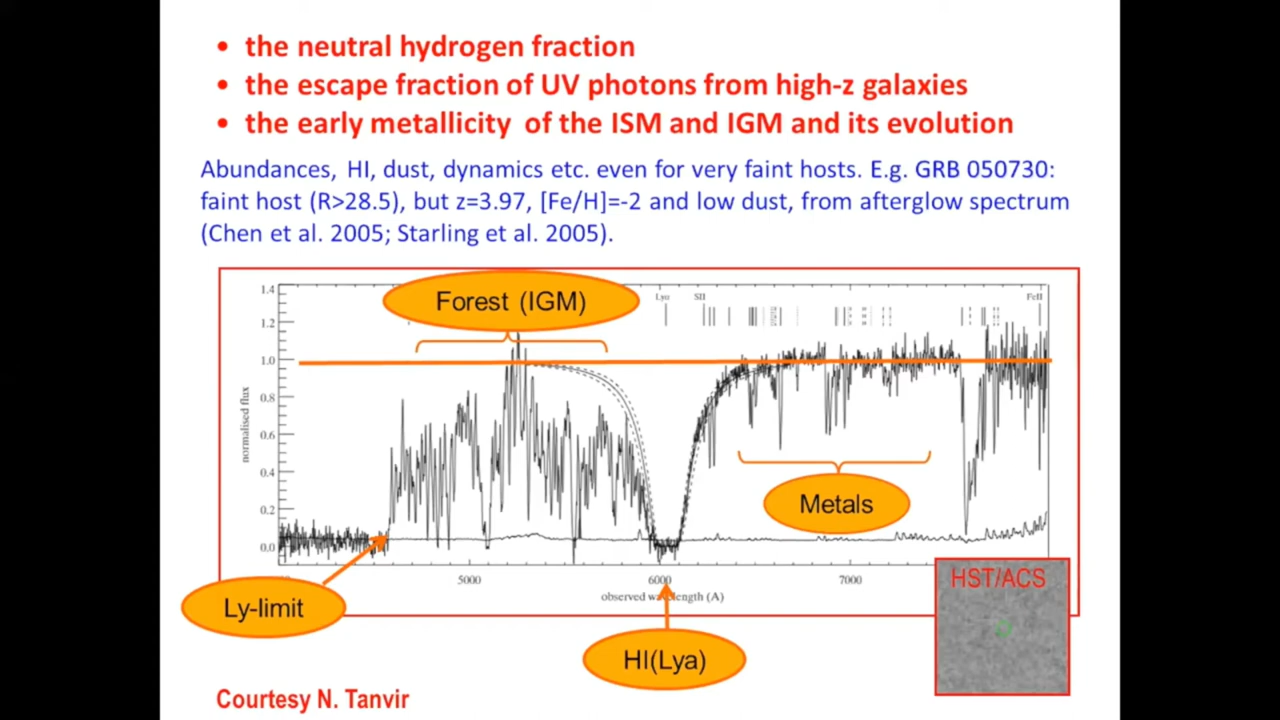 • the neutral hydrogen fraction
• the escape fraction of UV photons from high-z galaxies
• the early metallicity of the ISM and IGM and its evolution
Abundances, HI, dust, dynamics etc. even for very faint hosts. E.g. GRB 050730:
faint host (R>28.5), but z=3.97, [Fe/H]=-2 and low dust, from afterglow spectrum
(Chen et al. 2005; Starling et al. 2005).
Forest (IGM)
Lyα
SII
FeII
1.4
1.2
1.0
0.8
0.6
0.4
0.2
0.0
normalised flux
Metals
5000
6000
7000
observed wavelength (A)
Ly-limit
HI(Lya)
HST/ACS
Courtesy N. Tanvir